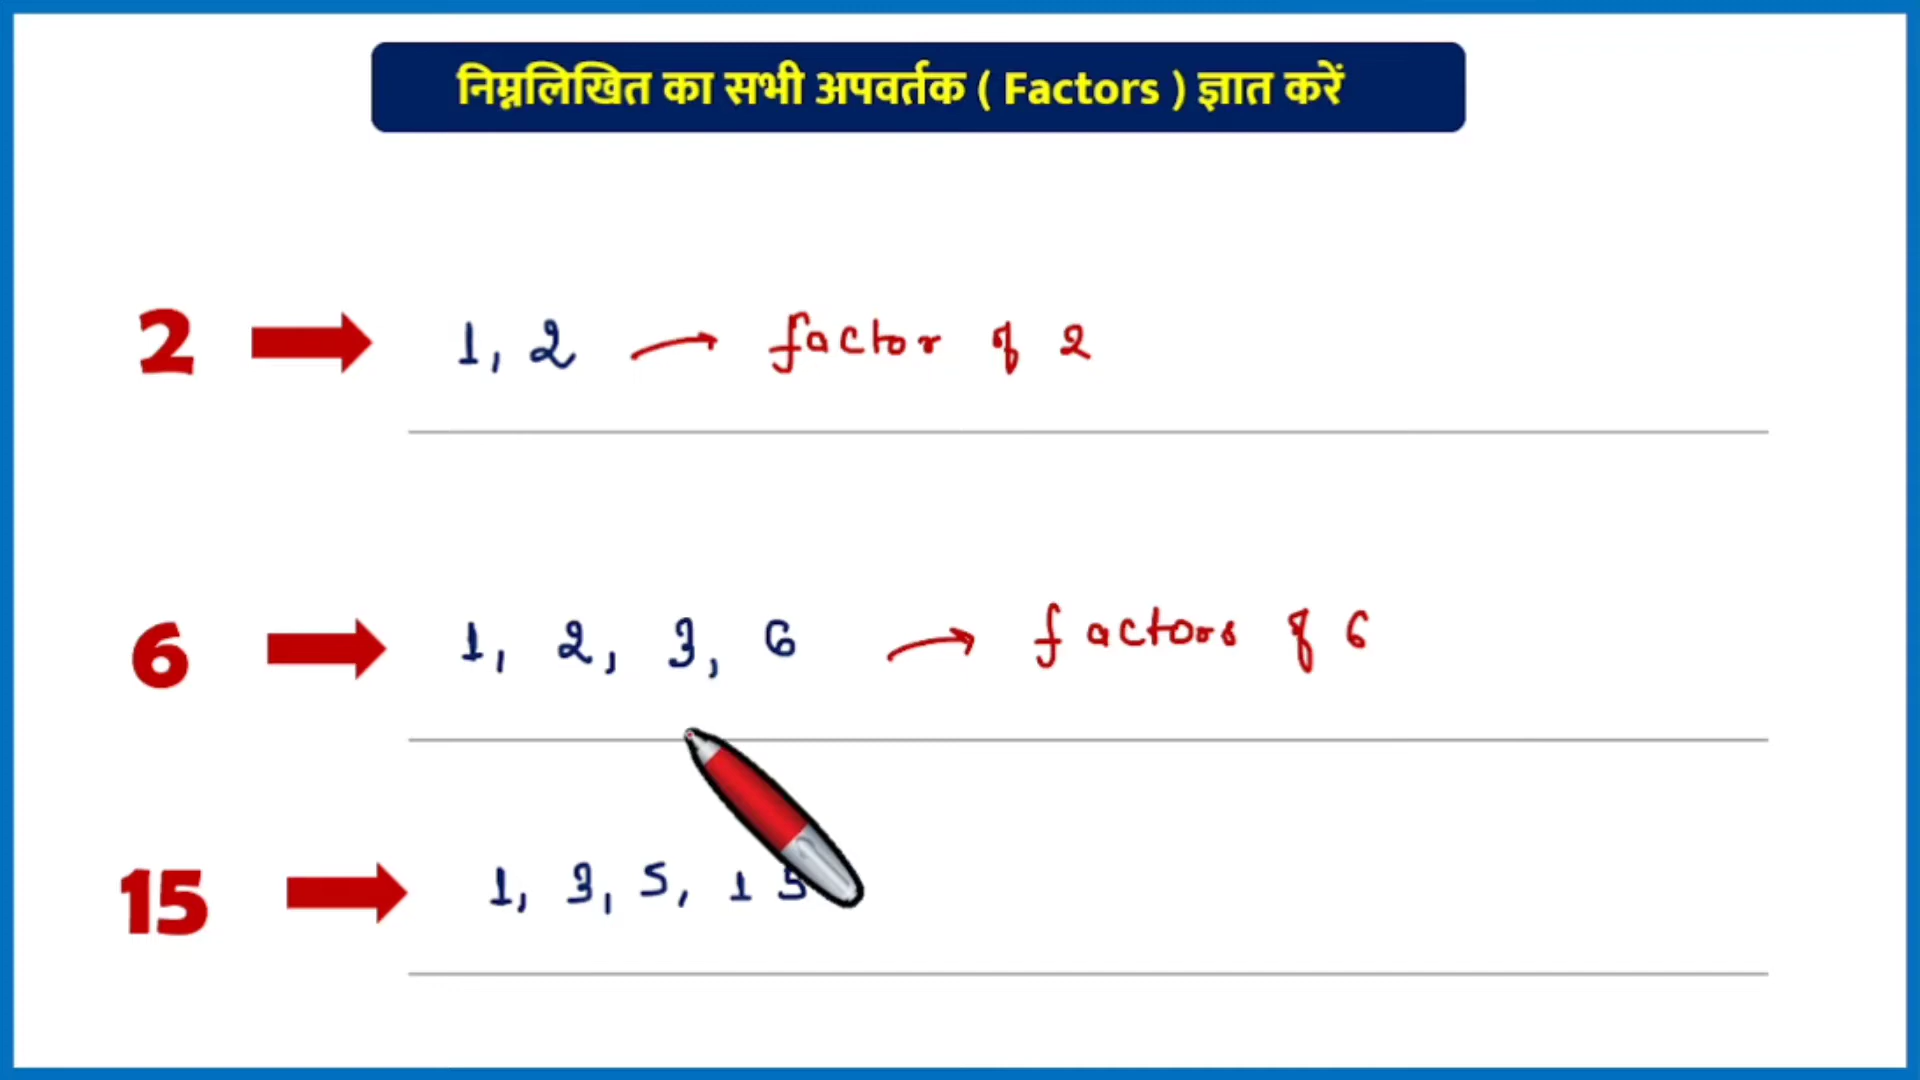 निम्नलिखित का सभी अपवर्तक ( Factors ) ज्ञात करें
2 1, 2 factor of 2
6 1, 2, 3, 6 factors of 6
15 1, 3, 5, 15